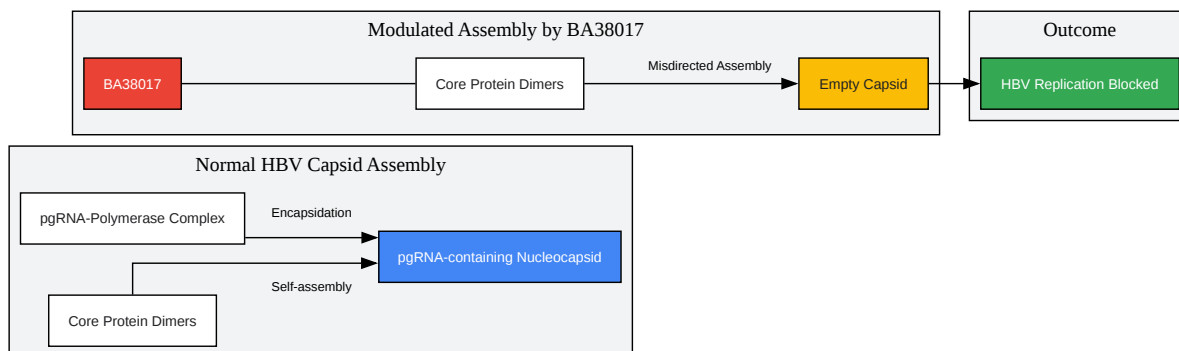 Modulated Assembly by BA38017
BA38017
Core Protein Dimers
Misdirected Assembly
Empty Capsid
Outcome
HBV Replication Blocked
Normal HBV Capsid Assembly
pgRNA-Polymerase Complex
Encapsidation
pgRNA-containing Nucleocapsid
Self-assembly
Core Protein Dimers